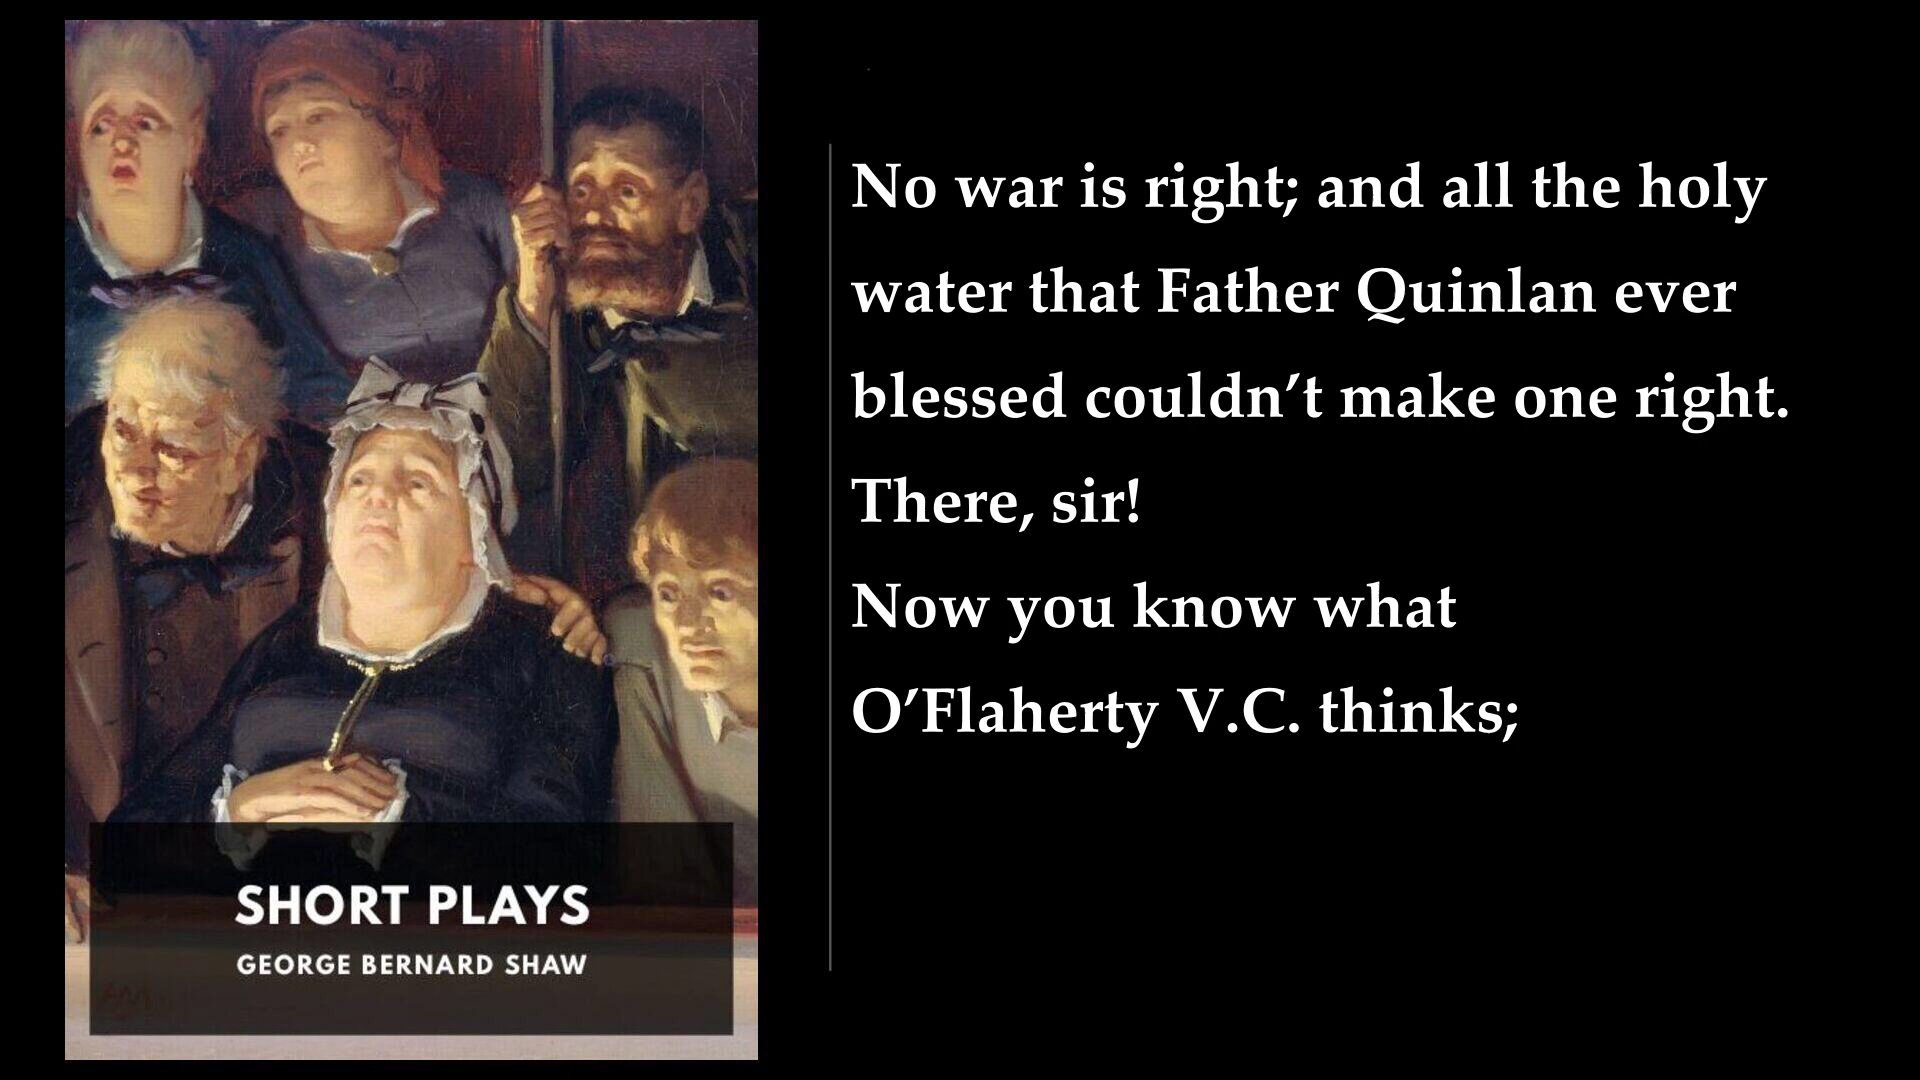 SHORT PLAYS
GEORGE BERNARD SHAW
No war is right; and all the holy
water that Father Quinlan ever
blessed couldn’t make one right.
There, sir!
Now you know what
O’Flaherty V.C. thinks;